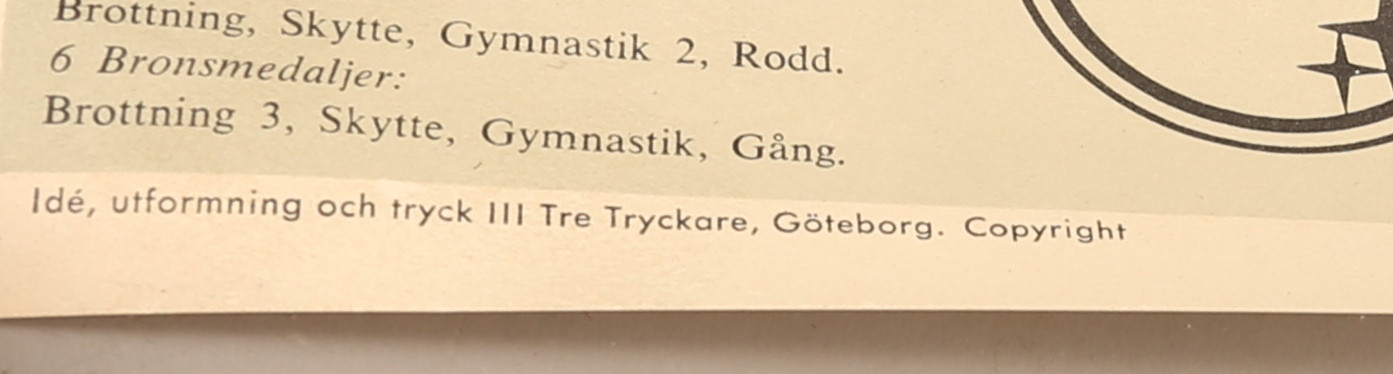 Brottning, Skytte, Gymnastik 2, Rodd.
6 Bronsmedaljer:
Brottning 3, Skytte, Gymnastik, Gång.
Idé, utformning och tryck III Tre Tryckare, Göteborg. Copyright